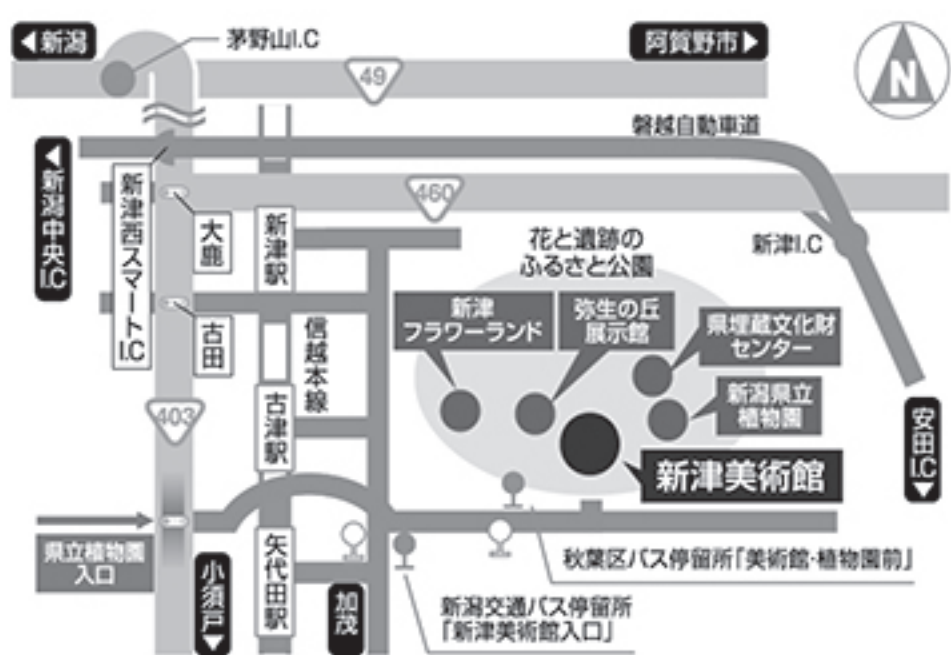 ◀新潟
茅野山I.C
阿賀野市▶
49
N
磐越自動車道
◀新潟中央I.C
新津西スマートI.C
460
大鹿
新津駅
花と遺跡の
ふるさと公園
新津I.C
古田
信越本線
新津
フラワーランド
弥生の丘
展示館
県埋蔵文化財
センター
新潟県立
植物園
403
古津駅
新津美術館
安田I.C▼
県立植物園
入口
小須戸▼
矢代田駅
加茂
秋葉区バス停留所「美術館・植物園前」
新潟交通バス停留所
「新津美術館入口」